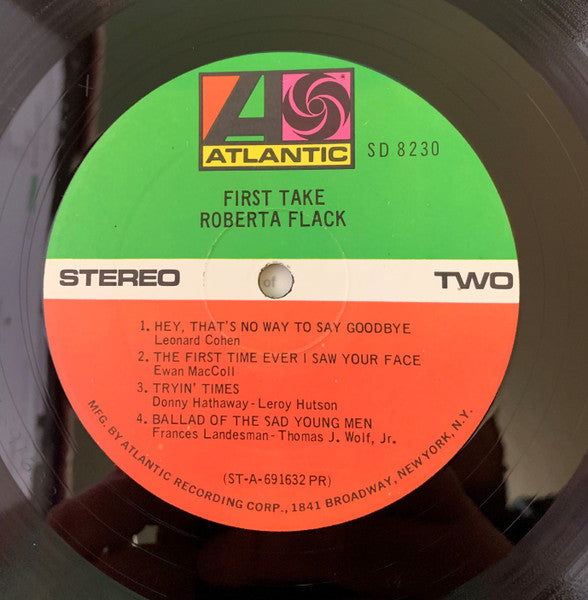 ATLANTIC
SD 8230
FIRST TAKE
ROBERTA FLACK
STEREO
of
TWO
1. HEY, THAT'S NO WAY TO SAY GOODBYE
Leonard Cohen
2. THE FIRST TIME EVER I SAW YOUR FACE
Ewan MacColl
3. TRYIN' TIMES
Donny Hathaway - Leroy Hutson
4. BALLAD OF THE SAD YOUNG MEN
Frances Landesman - Thomas J. Wolf, Jr.
(ST-A-691632 PR)
MFG. BY ATLANTIC RECORDING CORP., 1841 BROADWAY, NEW YORK, N.Y.